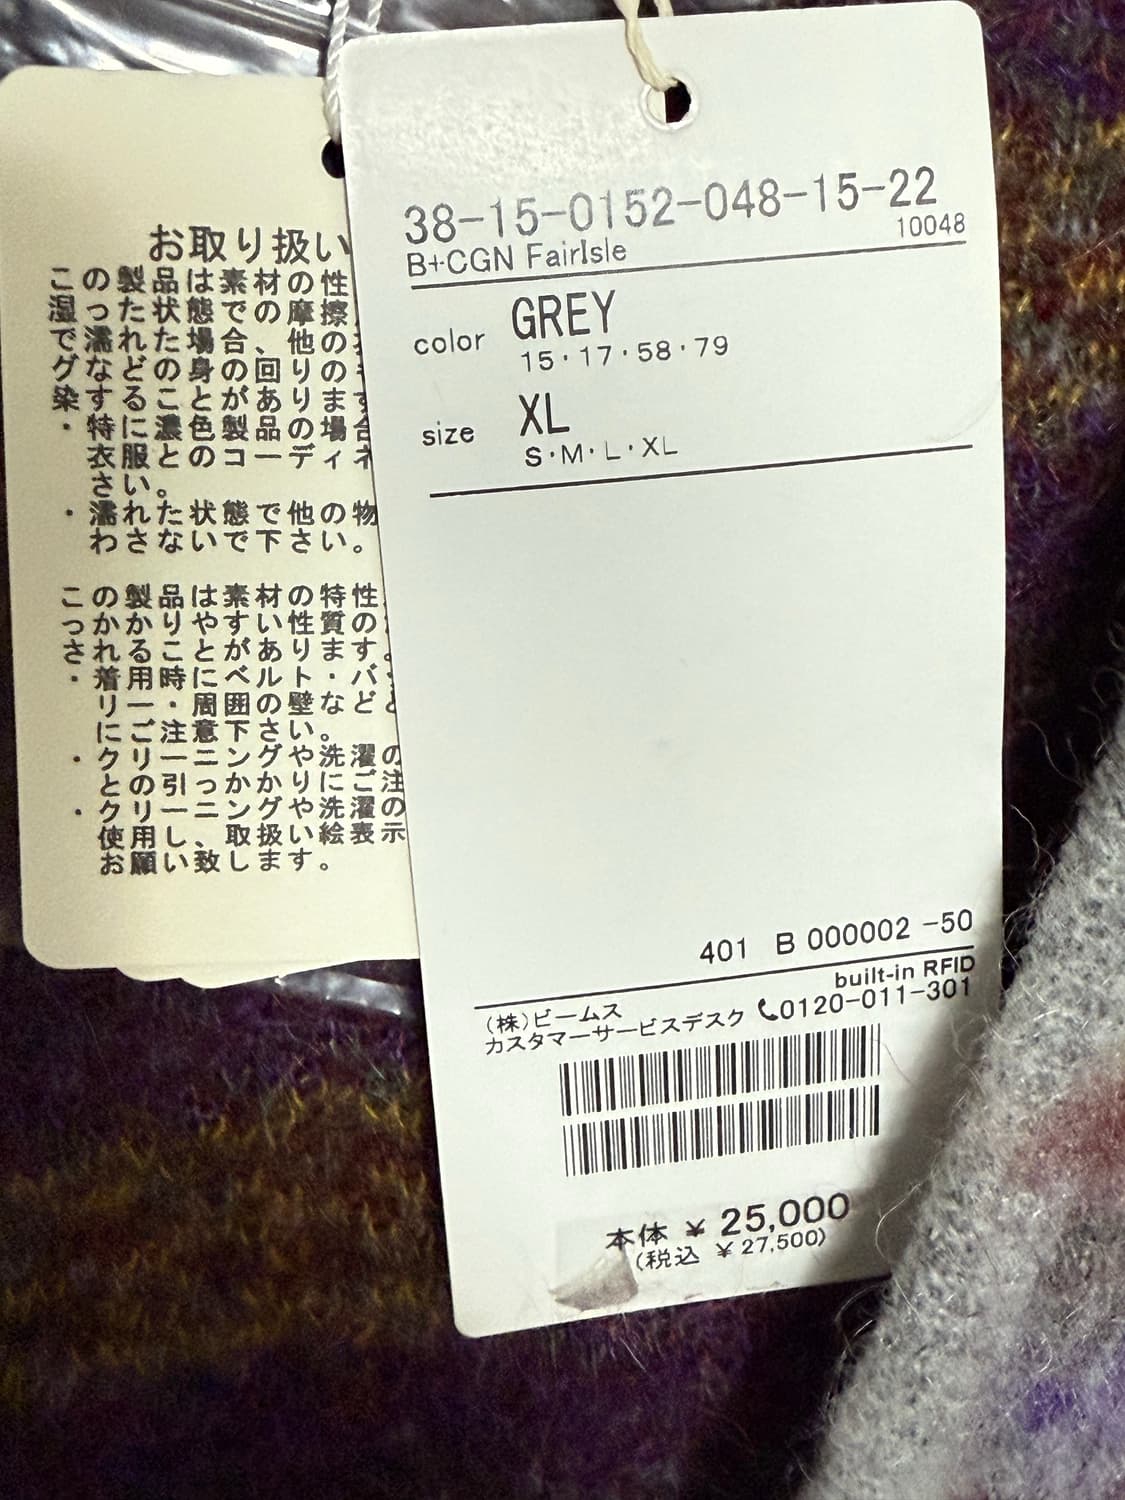 お取り扱い
この製品は素材の性
湿った状態での摩擦
で濡れた場合、他の
グなどの身の回りの
染することがあります
・特に濃色製品の場合
衣服とのコーディネ
さい。
・濡れた状態で他の物
わさないで下さい。
この製品は素材の特性
っかかりやすい性質の
されることがあります。
・着用時にベルト・バ
リー・周囲の壁など
にご注意下さい。
・クリーニングや洗濯の
との引っかかりにご注
・クリーニングや洗濯の
使用し、取扱い絵表示
お願い致します。
38-15-0152-048-15-22
B+CGN FairIsle 10048
color GREY
15・17・58・79
size XL
S・M・L・XL
401 B 000002 -50
built-in RFID
(株)ビームス
カスタマーサービスデスク 0120-011-301
本体 ¥ 25,000
(税込 ¥ 27,500)